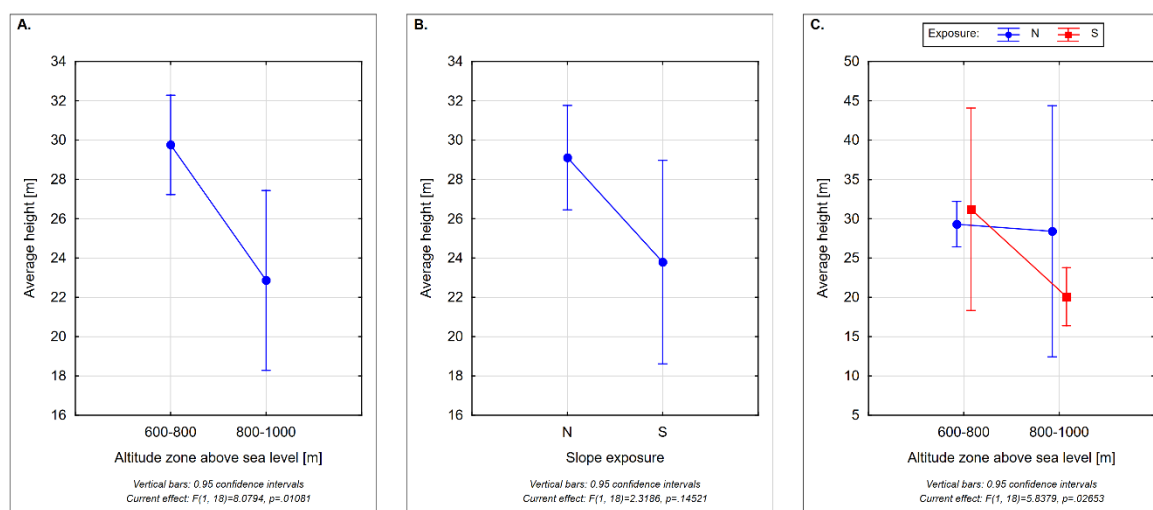 A.
34
32
30
28
26
24
22
20
18
16
Average height [m]
600-800 800-1000
Altitude zone above sea level [m]
Vertical bars: 0.95 confidence intervals
Current effect: F(1, 18)=8.0794, p=.01081
B.
34
32
30
28
26
24
22
20
18
16
Average height [m]
N S
Slope exposure
Vertical bars: 0.95 confidence intervals
Current effect: F(1, 18)=2.3186, p=.14521
C.
Exposure: N S
50
45
40
35
30
25
20
15
10
5
Average height [m]
600-800 800-1000
Altitude zone above sea level [m]
Vertical bars: 0.95 confidence intervals
Current effect: F(1, 18)=5.8379, p=.02653